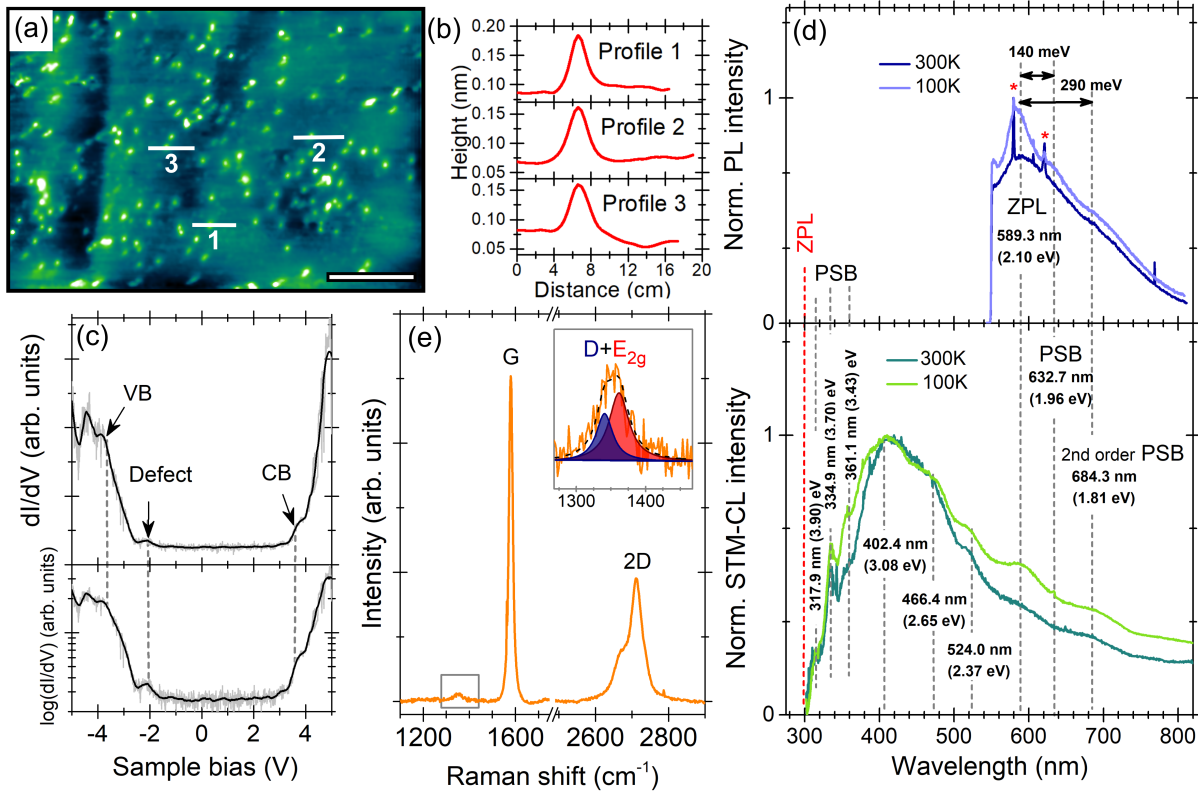 (a)
3
2
1
(b)
0.20
0.15
0.10
0.15
0.10
0.05
0.15
0.10
0.05
Height (nm)
Profile 1
Profile 2
Profile 3
0 4 8 12 16 20
Distance (cm)
(c)
dI/dV (arb. units)
log(dI/dV) (arb. units)
VB
Defect
CB
-4 -2 0 2 4
Sample bias (V)
(e)
Intensity (arb. units)
G
2D
D+E2g
1300 1400
1200 1600 2600 2800
Raman shift (cm-1)
(d)
Norm. PL intensity
1
0
300K
100K
140 meV
290 meV
*
*
ZPL
589.3 nm
(2.10 eV)
ZPL
PSB
Norm. STM-CL intensity
1
0
300K
100K
PSB
632.7 nm
(1.96 eV)
2nd order PSB
684.3 nm
(1.81 eV)
317.9 nm (3.90) eV
334.9 nm (3.70) eV
361.1 nm (3.43) eV
402.4 nm
(3.08 eV)
466.4 nm
(2.65 eV)
524.0 nm
(2.37 eV)
300 400 500 600 700 800
Wavelength (nm)